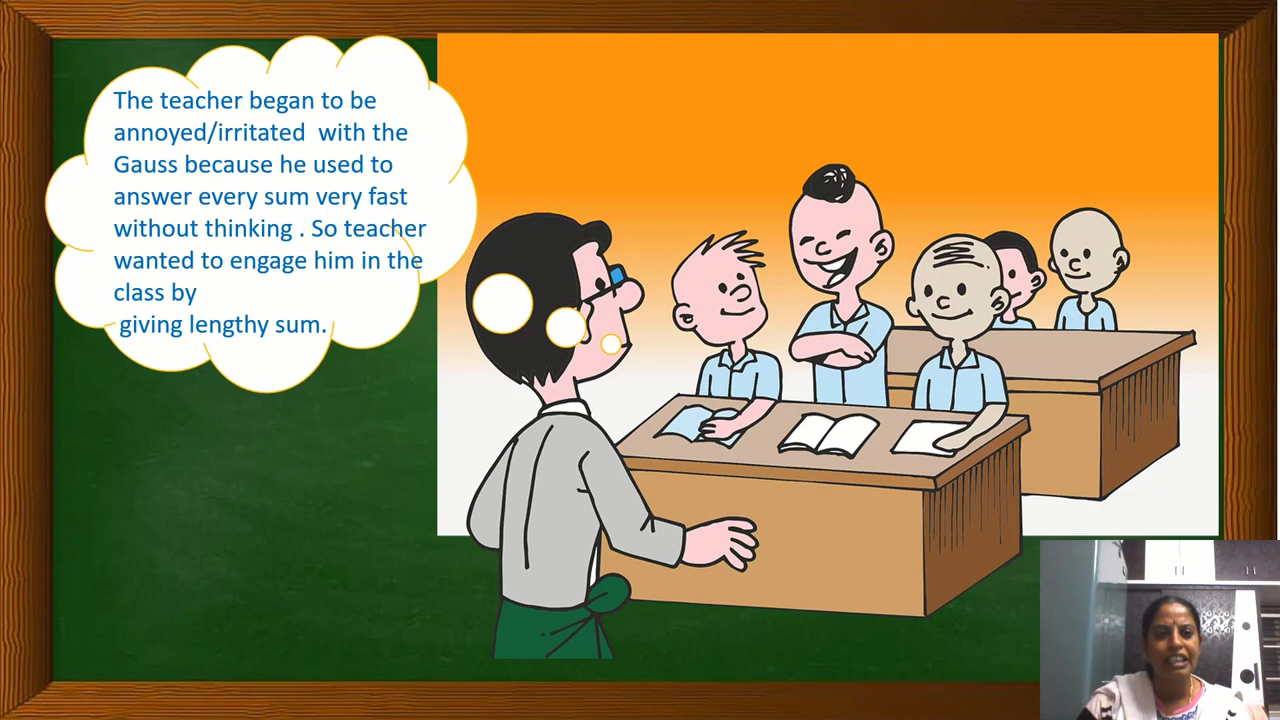 The teacher began to be
annoyed/irritated  with the
Gauss because he used to
answer every sum very fast
without thinking . So teacher
wanted to engage him in the
class by
giving lengthy sum.